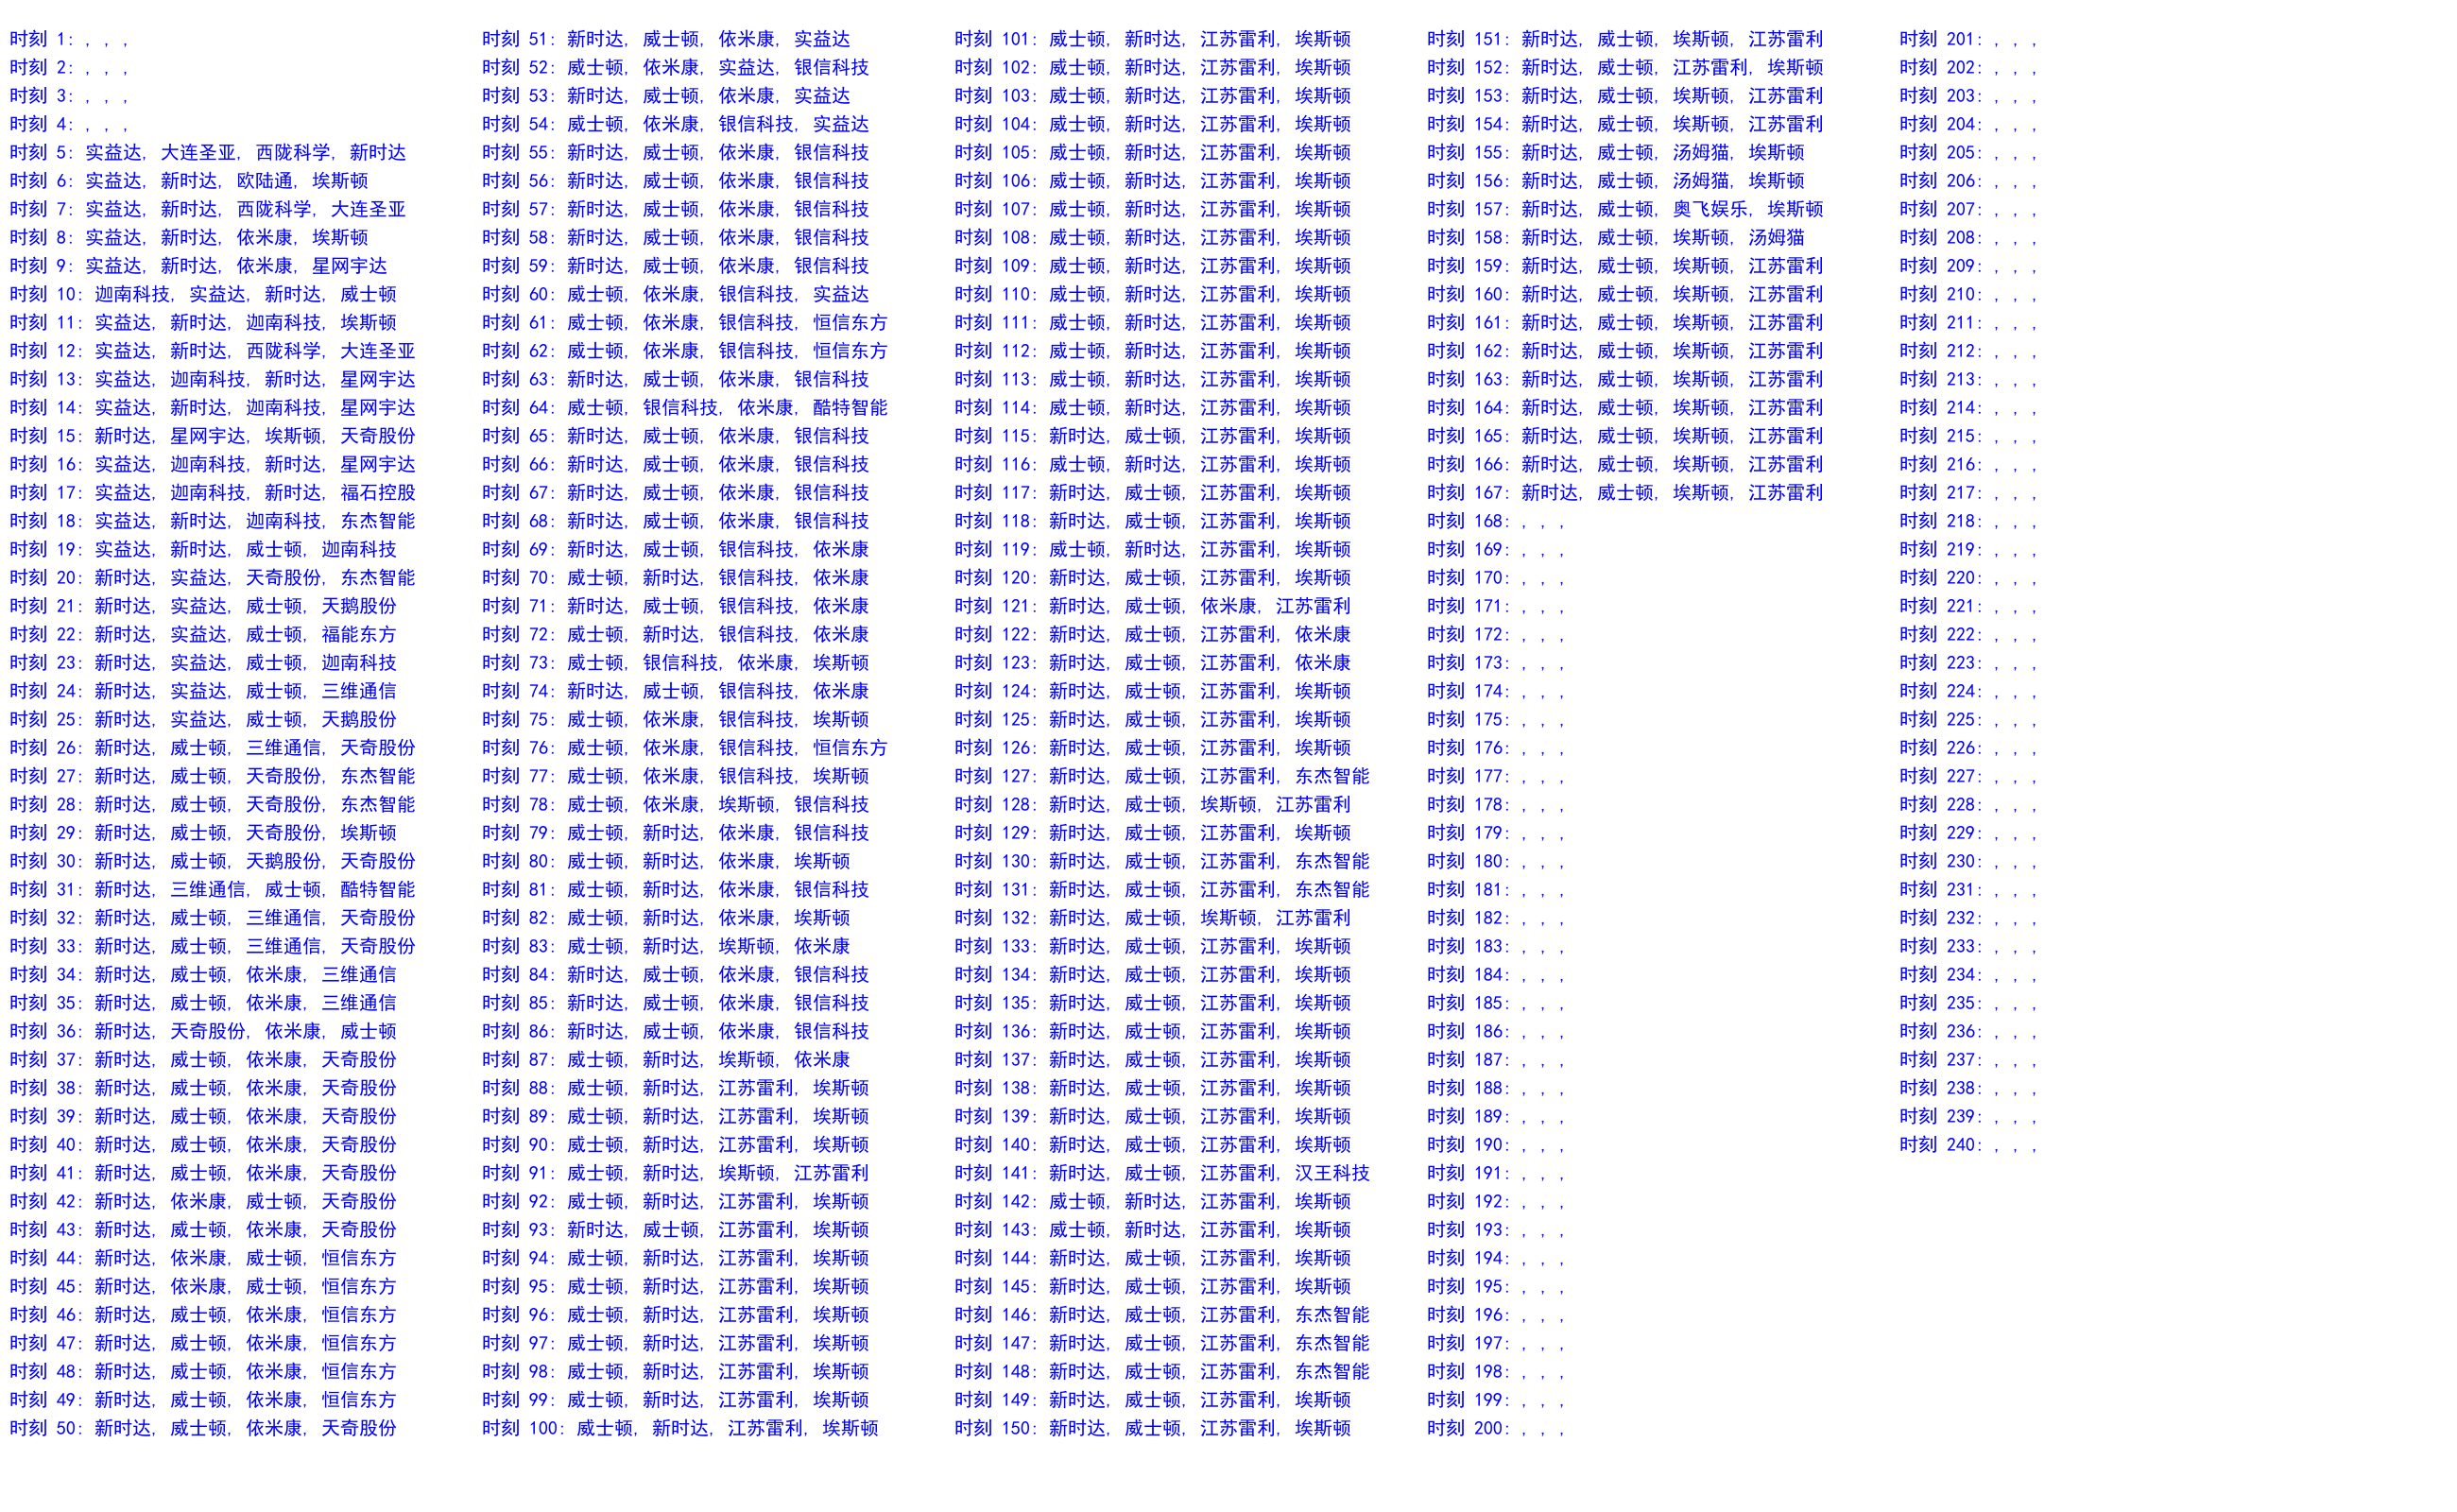 时刻 1: , , ,
时刻 2: , , ,
时刻 3: , , ,
时刻 4: , , ,
时刻 5: 实益达, 大连圣亚, 西陇科学, 新时达
时刻 6: 实益达, 新时达, 欧陆通, 埃斯顿
时刻 7: 实益达, 新时达, 西陇科学, 大连圣亚
时刻 8: 实益达, 新时达, 依米康, 埃斯顿
时刻 9: 实益达, 新时达, 依米康, 星网宇达
时刻 10: 迦南科技, 实益达, 新时达, 威士顿
时刻 11: 实益达, 新时达, 迦南科技, 埃斯顿
时刻 12: 实益达, 新时达, 西陇科学, 大连圣亚
时刻 13: 实益达, 迦南科技, 新时达, 星网宇达
时刻 14: 实益达, 新时达, 迦南科技, 星网宇达
时刻 15: 新时达, 星网宇达, 埃斯顿, 天奇股份
时刻 16: 实益达, 迦南科技, 新时达, 星网宇达
时刻 17: 实益达, 迦南科技, 新时达, 福石控股
时刻 18: 实益达, 新时达, 迦南科技, 东杰智能
时刻 19: 实益达, 新时达, 威士顿, 迦南科技
时刻 20: 新时达, 实益达, 天奇股份, 东杰智能
时刻 21: 新时达, 实益达, 威士顿, 天鹅股份
时刻 22: 新时达, 实益达, 威士顿, 福能东方
时刻 23: 新时达, 实益达, 威士顿, 迦南科技
时刻 24: 新时达, 实益达, 威士顿, 三维通信
时刻 25: 新时达, 实益达, 威士顿, 天鹅股份
时刻 26: 新时达, 威士顿, 三维通信, 天奇股份
时刻 27: 新时达, 威士顿, 天奇股份, 东杰智能
时刻 28: 新时达, 威士顿, 天奇股份, 东杰智能
时刻 29: 新时达, 威士顿, 天奇股份, 埃斯顿
时刻 30: 新时达, 威士顿, 天鹅股份, 天奇股份
时刻 31: 新时达, 三维通信, 威士顿, 酷特智能
时刻 32: 新时达, 威士顿, 三维通信, 天奇股份
时刻 33: 新时达, 威士顿, 三维通信, 天奇股份
时刻 34: 新时达, 威士顿, 依米康, 三维通信
时刻 35: 新时达, 威士顿, 依米康, 三维通信
时刻 36: 新时达, 天奇股份, 依米康, 威士顿
时刻 37: 新时达, 威士顿, 依米康, 天奇股份
时刻 38: 新时达, 威士顿, 依米康, 天奇股份
时刻 39: 新时达, 威士顿, 依米康, 天奇股份
时刻 40: 新时达, 威士顿, 依米康, 天奇股份
时刻 41: 新时达, 威士顿, 依米康, 天奇股份
时刻 42: 新时达, 依米康, 威士顿, 天奇股份
时刻 43: 新时达, 威士顿, 依米康, 天奇股份
时刻 44: 新时达, 依米康, 威士顿, 恒信东方
时刻 45: 新时达, 依米康, 威士顿, 恒信东方
时刻 46: 新时达, 威士顿, 依米康, 恒信东方
时刻 47: 新时达, 威士顿, 依米康, 恒信东方
时刻 48: 新时达, 威士顿, 依米康, 恒信东方
时刻 49: 新时达, 威士顿, 依米康, 恒信东方
时刻 50: 新时达, 威士顿, 依米康, 天奇股份
时刻 51: 新时达, 威士顿, 依米康, 实益达
时刻 52: 威士顿, 依米康, 实益达, 银信科技
时刻 53: 新时达, 威士顿, 依米康, 实益达
时刻 54: 威士顿, 依米康, 银信科技, 实益达
时刻 55: 新时达, 威士顿, 依米康, 银信科技
时刻 56: 新时达, 威士顿, 依米康, 银信科技
时刻 57: 新时达, 威士顿, 依米康, 银信科技
时刻 58: 新时达, 威士顿, 依米康, 银信科技
时刻 59: 新时达, 威士顿, 依米康, 银信科技
时刻 60: 威士顿, 依米康, 银信科技, 实益达
时刻 61: 威士顿, 依米康, 银信科技, 恒信东方
时刻 62: 威士顿, 依米康, 银信科技, 恒信东方
时刻 63: 新时达, 威士顿, 依米康, 银信科技
时刻 64: 威士顿, 银信科技, 依米康, 酷特智能
时刻 65: 新时达, 威士顿, 依米康, 银信科技
时刻 66: 新时达, 威士顿, 依米康, 银信科技
时刻 67: 新时达, 威士顿, 依米康, 银信科技
时刻 68: 新时达, 威士顿, 依米康, 银信科技
时刻 69: 新时达, 威士顿, 银信科技, 依米康
时刻 70: 威士顿, 新时达, 银信科技, 依米康
时刻 71: 新时达, 威士顿, 银信科技, 依米康
时刻 72: 威士顿, 新时达, 银信科技, 依米康
时刻 73: 威士顿, 银信科技, 依米康, 埃斯顿
时刻 74: 新时达, 威士顿, 银信科技, 依米康
时刻 75: 威士顿, 依米康, 银信科技, 埃斯顿
时刻 76: 威士顿, 依米康, 银信科技, 恒信东方
时刻 77: 威士顿, 依米康, 银信科技, 埃斯顿
时刻 78: 威士顿, 依米康, 埃斯顿, 银信科技
时刻 79: 威士顿, 新时达, 依米康, 银信科技
时刻 80: 威士顿, 新时达, 依米康, 埃斯顿
时刻 81: 威士顿, 新时达, 依米康, 银信科技
时刻 82: 威士顿, 新时达, 依米康, 埃斯顿
时刻 83: 威士顿, 新时达, 埃斯顿, 依米康
时刻 84: 新时达, 威士顿, 依米康, 银信科技
时刻 85: 新时达, 威士顿, 依米康, 银信科技
时刻 86: 新时达, 威士顿, 依米康, 银信科技
时刻 87: 威士顿, 新时达, 埃斯顿, 依米康
时刻 88: 威士顿, 新时达, 江苏雷利, 埃斯顿
时刻 89: 威士顿, 新时达, 江苏雷利, 埃斯顿
时刻 90: 威士顿, 新时达, 江苏雷利, 埃斯顿
时刻 91: 威士顿, 新时达, 埃斯顿, 江苏雷利
时刻 92: 威士顿, 新时达, 江苏雷利, 埃斯顿
时刻 93: 新时达, 威士顿, 江苏雷利, 埃斯顿
时刻 94: 威士顿, 新时达, 江苏雷利, 埃斯顿
时刻 95: 威士顿, 新时达, 江苏雷利, 埃斯顿
时刻 96: 威士顿, 新时达, 江苏雷利, 埃斯顿
时刻 97: 威士顿, 新时达, 江苏雷利, 埃斯顿
时刻 98: 威士顿, 新时达, 江苏雷利, 埃斯顿
时刻 99: 威士顿, 新时达, 江苏雷利, 埃斯顿
时刻 100: 威士顿, 新时达, 江苏雷利, 埃斯顿
时刻 101: 威士顿, 新时达, 江苏雷利, 埃斯顿
时刻 102: 威士顿, 新时达, 江苏雷利, 埃斯顿
时刻 103: 威士顿, 新时达, 江苏雷利, 埃斯顿
时刻 104: 威士顿, 新时达, 江苏雷利, 埃斯顿
时刻 105: 威士顿, 新时达, 江苏雷利, 埃斯顿
时刻 106: 威士顿, 新时达, 江苏雷利, 埃斯顿
时刻 107: 威士顿, 新时达, 江苏雷利, 埃斯顿
时刻 108: 威士顿, 新时达, 江苏雷利, 埃斯顿
时刻 109: 威士顿, 新时达, 江苏雷利, 埃斯顿
时刻 110: 威士顿, 新时达, 江苏雷利, 埃斯顿
时刻 111: 威士顿, 新时达, 江苏雷利, 埃斯顿
时刻 112: 威士顿, 新时达, 江苏雷利, 埃斯顿
时刻 113: 威士顿, 新时达, 江苏雷利, 埃斯顿
时刻 114: 威士顿, 新时达, 江苏雷利, 埃斯顿
时刻 115: 新时达, 威士顿, 江苏雷利, 埃斯顿
时刻 116: 威士顿, 新时达, 江苏雷利, 埃斯顿
时刻 117: 新时达, 威士顿, 江苏雷利, 埃斯顿
时刻 118: 新时达, 威士顿, 江苏雷利, 埃斯顿
时刻 119: 威士顿, 新时达, 江苏雷利, 埃斯顿
时刻 120: 新时达, 威士顿, 江苏雷利, 埃斯顿
时刻 121: 新时达, 威士顿, 依米康, 江苏雷利
时刻 122: 新时达, 威士顿, 江苏雷利, 依米康
时刻 123: 新时达, 威士顿, 江苏雷利, 依米康
时刻 124: 新时达, 威士顿, 江苏雷利, 埃斯顿
时刻 125: 新时达, 威士顿, 江苏雷利, 埃斯顿
时刻 126: 新时达, 威士顿, 江苏雷利, 埃斯顿
时刻 127: 新时达, 威士顿, 江苏雷利, 东杰智能
时刻 128: 新时达, 威士顿, 埃斯顿, 江苏雷利
时刻 129: 新时达, 威士顿, 江苏雷利, 埃斯顿
时刻 130: 新时达, 威士顿, 江苏雷利, 东杰智能
时刻 131: 新时达, 威士顿, 江苏雷利, 东杰智能
时刻 132: 新时达, 威士顿, 埃斯顿, 江苏雷利
时刻 133: 新时达, 威士顿, 江苏雷利, 埃斯顿
时刻 134: 新时达, 威士顿, 江苏雷利, 埃斯顿
时刻 135: 新时达, 威士顿, 江苏雷利, 埃斯顿
时刻 136: 新时达, 威士顿, 江苏雷利, 埃斯顿
时刻 137: 新时达, 威士顿, 江苏雷利, 埃斯顿
时刻 138: 新时达, 威士顿, 江苏雷利, 埃斯顿
时刻 139: 新时达, 威士顿, 江苏雷利, 埃斯顿
时刻 140: 新时达, 威士顿, 江苏雷利, 埃斯顿
时刻 141: 新时达, 威士顿, 江苏雷利, 汉王科技
时刻 142: 威士顿, 新时达, 江苏雷利, 埃斯顿
时刻 143: 威士顿, 新时达, 江苏雷利, 埃斯顿
时刻 144: 新时达, 威士顿, 江苏雷利, 埃斯顿
时刻 145: 新时达, 威士顿, 江苏雷利, 埃斯顿
时刻 146: 新时达, 威士顿, 江苏雷利, 东杰智能
时刻 147: 新时达, 威士顿, 江苏雷利, 东杰智能
时刻 148: 新时达, 威士顿, 江苏雷利, 东杰智能
时刻 149: 新时达, 威士顿, 江苏雷利, 埃斯顿
时刻 150: 新时达, 威士顿, 江苏雷利, 埃斯顿
时刻 151: 新时达, 威士顿, 埃斯顿, 江苏雷利
时刻 152: 新时达, 威士顿, 江苏雷利, 埃斯顿
时刻 153: 新时达, 威士顿, 埃斯顿, 江苏雷利
时刻 154: 新时达, 威士顿, 埃斯顿, 江苏雷利
时刻 155: 新时达, 威士顿, 汤姆猫, 埃斯顿
时刻 156: 新时达, 威士顿, 汤姆猫, 埃斯顿
时刻 157: 新时达, 威士顿, 奥飞娱乐, 埃斯顿
时刻 158: 新时达, 威士顿, 埃斯顿, 汤姆猫
时刻 159: 新时达, 威士顿, 埃斯顿, 江苏雷利
时刻 160: 新时达, 威士顿, 埃斯顿, 江苏雷利
时刻 161: 新时达, 威士顿, 埃斯顿, 江苏雷利
时刻 162: 新时达, 威士顿, 埃斯顿, 江苏雷利
时刻 163: 新时达, 威士顿, 埃斯顿, 江苏雷利
时刻 164: 新时达, 威士顿, 埃斯顿, 江苏雷利
时刻 165: 新时达, 威士顿, 埃斯顿, 江苏雷利
时刻 166: 新时达, 威士顿, 埃斯顿, 江苏雷利
时刻 167: 新时达, 威士顿, 埃斯顿, 江苏雷利
时刻 168: , , ,
时刻 169: , , ,
时刻 170: , , ,
时刻 171: , , ,
时刻 172: , , ,
时刻 173: , , ,
时刻 174: , , ,
时刻 175: , , ,
时刻 176: , , ,
时刻 177: , , ,
时刻 178: , , ,
时刻 179: , , ,
时刻 180: , , ,
时刻 181: , , ,
时刻 182: , , ,
时刻 183: , , ,
时刻 184: , , ,
时刻 185: , , ,
时刻 186: , , ,
时刻 187: , , ,
时刻 188: , , ,
时刻 189: , , ,
时刻 190: , , ,
时刻 191: , , ,
时刻 192: , , ,
时刻 193: , , ,
时刻 194: , , ,
时刻 195: , , ,
时刻 196: , , ,
时刻 197: , , ,
时刻 198: , , ,
时刻 199: , , ,
时刻 200: , , ,
时刻 201: , , ,
时刻 202: , , ,
时刻 203: , , ,
时刻 204: , , ,
时刻 205: , , ,
时刻 206: , , ,
时刻 207: , , ,
时刻 208: , , ,
时刻 209: , , ,
时刻 210: , , ,
时刻 211: , , ,
时刻 212: , , ,
时刻 213: , , ,
时刻 214: , , ,
时刻 215: , , ,
时刻 216: , , ,
时刻 217: , , ,
时刻 218: , , ,
时刻 219: , , ,
时刻 220: , , ,
时刻 221: , , ,
时刻 222: , , ,
时刻 223: , , ,
时刻 224: , , ,
时刻 225: , , ,
时刻 226: , , ,
时刻 227: , , ,
时刻 228: , , ,
时刻 229: , , ,
时刻 230: , , ,
时刻 231: , , ,
时刻 232: , , ,
时刻 233: , , ,
时刻 234: , , ,
时刻 235: , , ,
时刻 236: , , ,
时刻 237: , , ,
时刻 238: , , ,
时刻 239: , , ,
时刻 240: , , ,